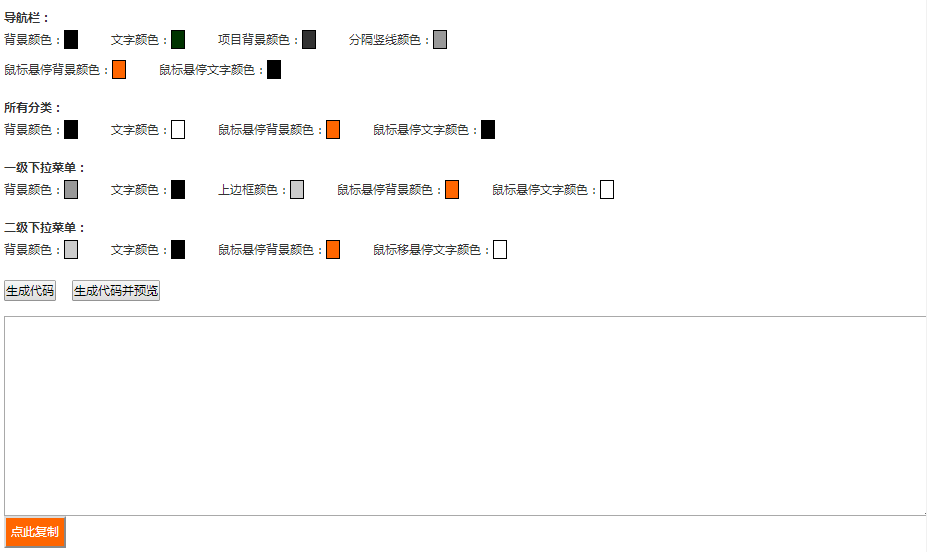 导航栏：
背景颜色： 文字颜色： 项目背景颜色： 分隔竖线颜色：
鼠标悬停背景颜色： 鼠标悬停文字颜色：
所有分类：
背景颜色： 文字颜色： 鼠标悬停背景颜色： 鼠标悬停文字颜色：
一级下拉菜单：
背景颜色： 文字颜色： 上边框颜色： 鼠标悬停背景颜色： 鼠标悬停文字颜色：
二级下拉菜单：
背景颜色： 文字颜色： 鼠标悬停背景颜色： 鼠标移悬停文字颜色：
生成代码 生成代码并预览
点此复制